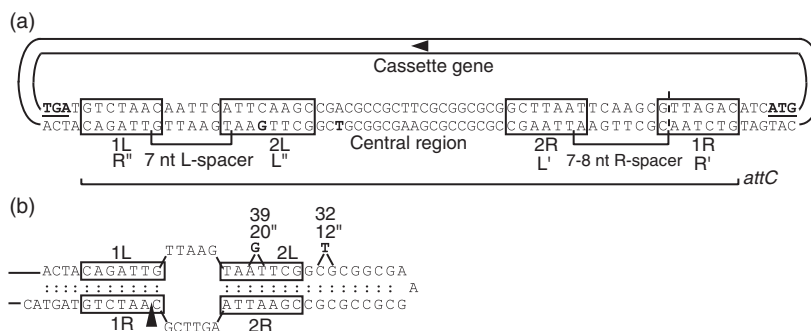 (a)
Cassette gene
TGATGTCTAACAATTCATTCAAGCCGACGCCGCTTCGCGGCGCGGCTTAATTCAAGCGTTAGACATCATG
ACTACAGATTGTTAAGTAAGTTCGGCTGCGGCGAAGCGCCGCGCCGAATTAAGTTCGCAATCTGTAGTAC
1L 7 nt L-spacer 2L Central region 2R 7-8 nt R-spacer 1R
R" L" L' R'
attC
(b)
39 32
20" 12"
G T
1L TTAAG 2L
ACTACAGATTG TAATTCGGCGCGGCGA
A
CATGATGTCTAAC ATTAAGCCGCGCCGCG
1R GCTTGA 2R